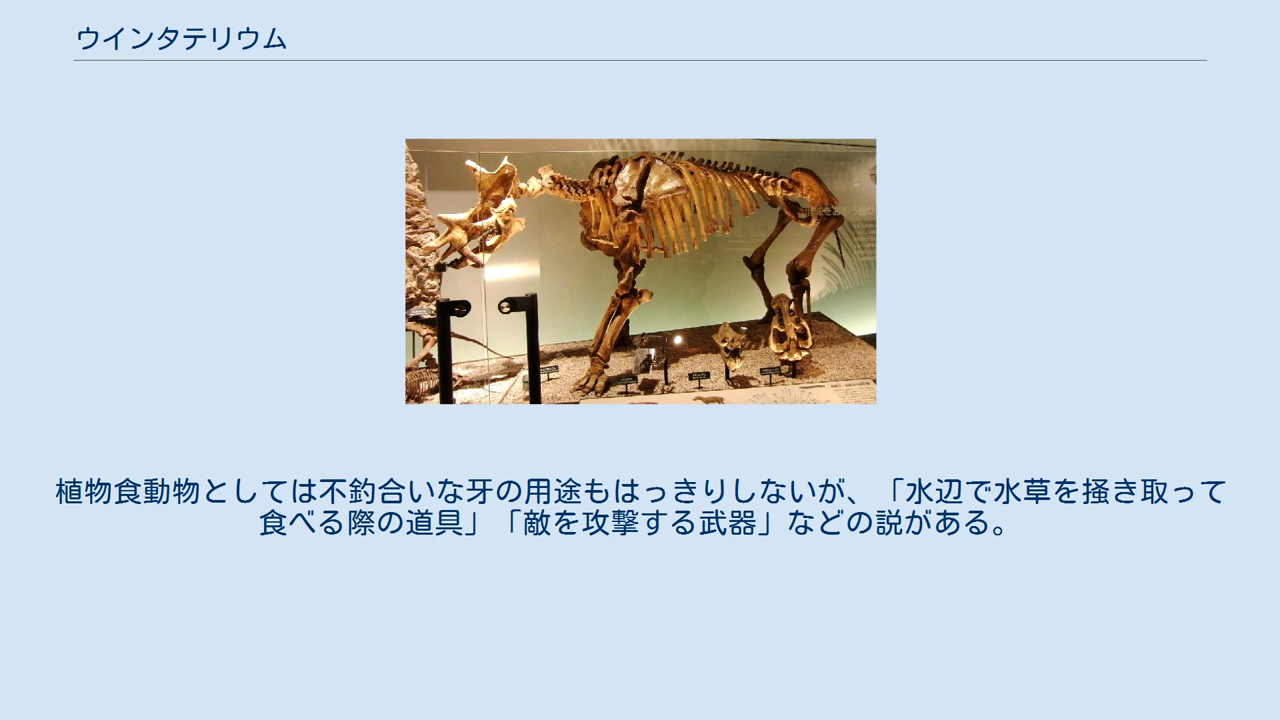 ウインタテリウム
植物食動物としては不釣合いな牙の用途もはっきりしないが、「水辺で水草を掻き取って
食べる際の道具」「敵を攻撃する武器」などの説がある。